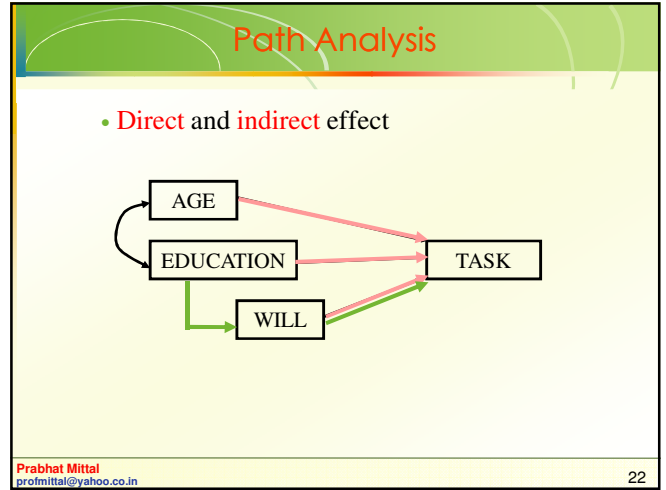 Path Analysis
• Direct and indirect effect
AGE
EDUCATION
TASK
WILL
Prabhat Mittal
profmittal@yahoo.co.in
22